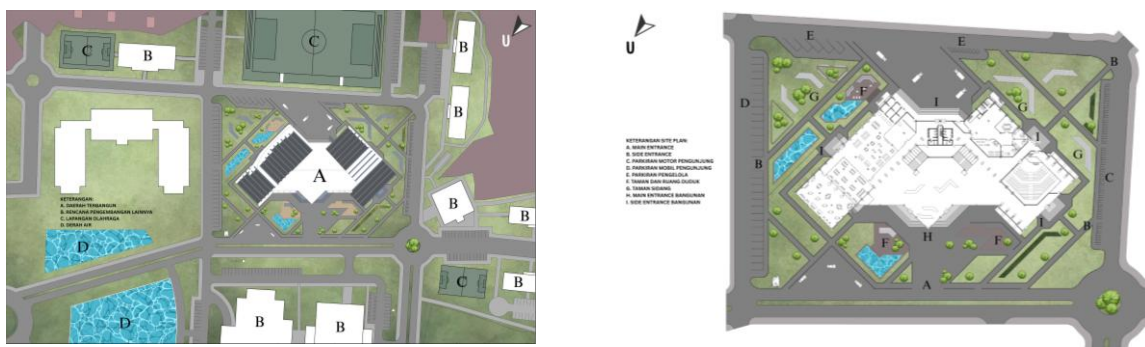 C
B
C
B
U
B
A
KETERANGAN:
A. DAERAH TERBANGUN
B. RENCANA PENGEMBANGAN LAINNYA
C. LAPANGAN OLAHRAGA
D. DERAH AIR
B
B
D
C
B
D
B
B
U
E
E
B
D
G
F
I
G
I
KETERANGAN SITE PLAN:
A. MAIN ENTRANCE
B. SIDE ENTRANCE
C. PARKIRAN MOTOR PENGUNJUNG
D. PARKIRAN MOBIL PENGUNJUNG
E. PARKIRAN PENGELOLA
F. TAMAN DAN RUANG DUDUK
G. TAMAN SIDANG
H. MAIN ENTRANCE BANGUNAN
I. SIDE ENTRANCE BANGUNAN
I
G
B
C
I
B
H
F
F
A